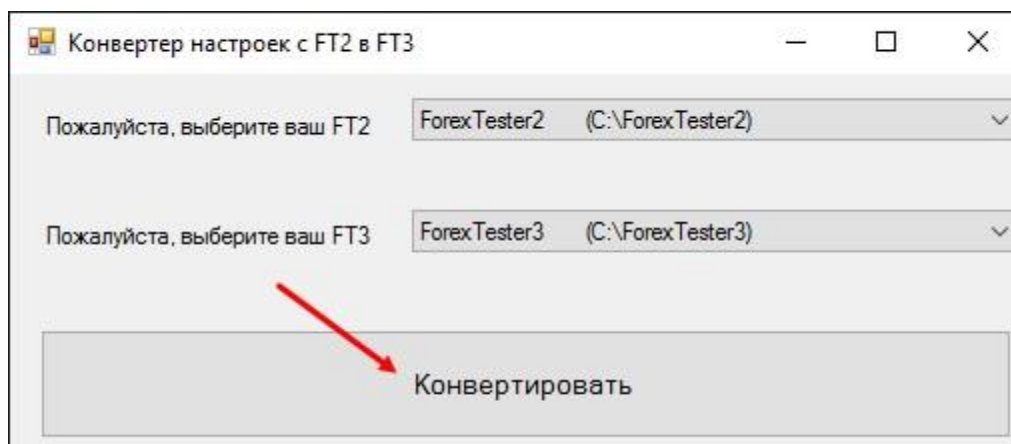 Конвертер настроек с FT2 в FT3
Пожалуйста, выберите ваш FT2 ForexTester2 (C:\ForexTester2)
Пожалуйста, выберите ваш FT3 ForexTester3 (C:\ForexTester3)
Конвертировать